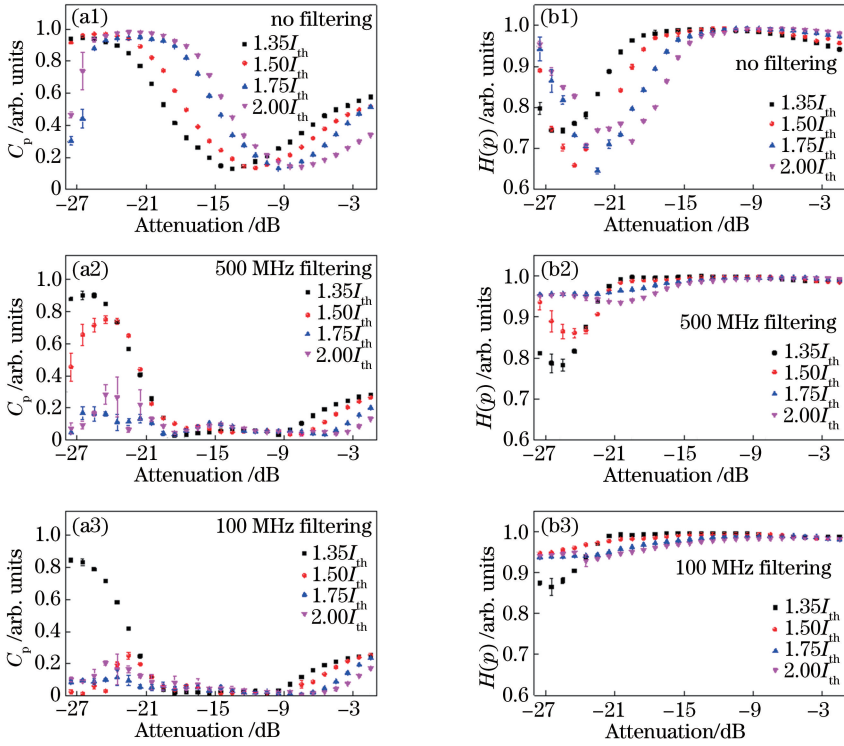 (a1)
no filtering
1.35I_th
1.50I_th
1.75I_th
2.00I_th
C_p /arb. units
1.0
0.8
0.6
0.4
0.2
0
−27 −21 −15 −9 −3
Attenuation /dB
(b1)
no filtering
1.35I_th
1.50I_th
1.75I_th
2.00I_th
H(p) /arb. units
1.0
0.9
0.8
0.7
0.6
−27 −21 −15 −9 −3
Attenuation /dB
(a2)
500 MHz filtering
1.35I_th
1.50I_th
1.75I_th
2.00I_th
C_p /arb. units
1.0
0.8
0.6
0.4
0.2
0
−27 −21 −15 −9 −3
Attenuation /dB
(b2)
500 MHz filtering
1.35I_th
1.50I_th
1.75I_th
2.00I_th
H(p) /arb. units
1.0
0.9
0.8
0.7
0.6
−27 −21 −15 −9 −3
Attenuation /dB
(a3)
100 MHz filtering
1.35I_th
1.50I_th
1.75I_th
2.00I_th
C_p /arb. units
1.0
0.8
0.6
0.4
0.2
0
−27 −21 −15 −9 −3
Attenuation /dB
(b3)
100 MHz filtering
1.35I_th
1.50I_th
1.75I_th
2.00I_th
H(p) /arb. units
1.0
0.9
0.8
0.7
0.6
−27 −21 −15 −9 −3
Attenuation/dB